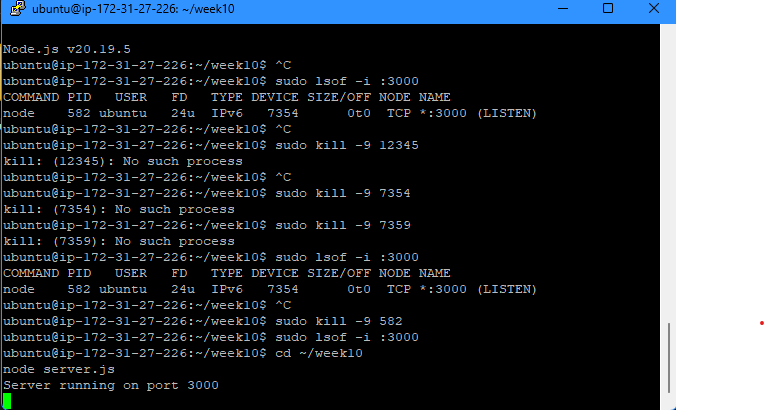 ubuntu@ip-172-31-27-226: ~/week10
Node.js v20.19.5
ubuntu@ip-172-31-27-226:~/week10$ ^C
ubuntu@ip-172-31-27-226:~/week10$ sudo lsof -i :3000
COMMAND PID   USER   FD   TYPE DEVICE SIZE/OFF NODE NAME
node    582 ubuntu   24u  IPv6   7354      0t0  TCP *:3000 (LISTEN)
ubuntu@ip-172-31-27-226:~/week10$ ^C
ubuntu@ip-172-31-27-226:~/week10$ sudo kill -9 12345
kill: (12345): No such process
ubuntu@ip-172-31-27-226:~/week10$ ^C
ubuntu@ip-172-31-27-226:~/week10$ sudo kill -9 7354
kill: (7354): No such process
ubuntu@ip-172-31-27-226:~/week10$ sudo kill -9 7359
kill: (7359): No such process
ubuntu@ip-172-31-27-226:~/week10$ sudo lsof -i :3000
COMMAND PID   USER   FD   TYPE DEVICE SIZE/OFF NODE NAME
node    582 ubuntu   24u  IPv6   7354      0t0  TCP *:3000 (LISTEN)
ubuntu@ip-172-31-27-226:~/week10$ ^C
ubuntu@ip-172-31-27-226:~/week10$ sudo kill -9 582
ubuntu@ip-172-31-27-226:~/week10$ sudo lsof -i :3000
ubuntu@ip-172-31-27-226:~/week10$ cd ~/week10
node server.js
Server running on port 3000